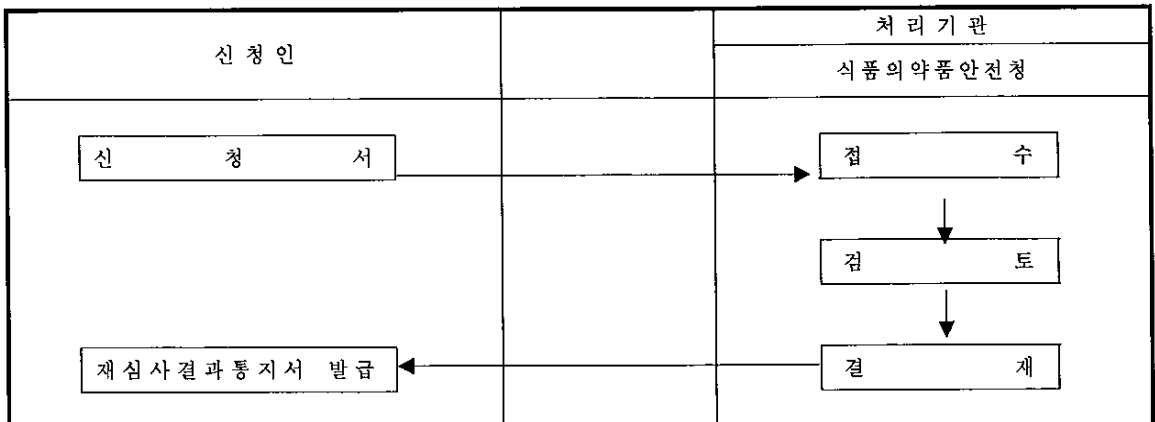 신 청 인
처 리 기 관
식품의약품안전청
신 청 서
접 수
검 토
재심사결과통지서 발급
결 재